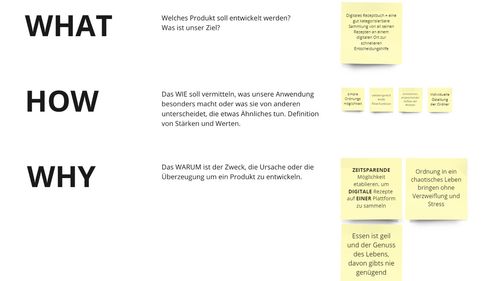 WHAT
Welches Produkt soll entwickelt werden?
Was ist unser Ziel?
Digitales Rezeptbuch = eine
gut kategorisierbare
Sammlung von all seinen
Rezepten an einem
digitalen Ort zur
schnelleren
Entscheidungshilfe
HOW
Das WIE soll vermitteln, was unsere Anwendung
besonders macht oder was sie von anderen
unterscheidet, die etwas Ähnliches tun. Definition
von Stärken und Werten.
simple
Ordnungs
möglichkeit
individuelle
Gestaltung
der Ordner
WHY
Das WARUM ist der Zweck, die Ursache oder die
Überzeugung um ein Produkt zu entwickeln.
ZEITSPARENDE
Möglichkeit
etablieren, um
DIGITALE Rezepte
auf EINER Plattform
zu sammeln
Ordnung in ein
chaotisches Leben
bringen ohne
Verzweiflung und
Stress
Essen ist geil
und der Genuss
des Lebens,
davon gibts nie
genügend